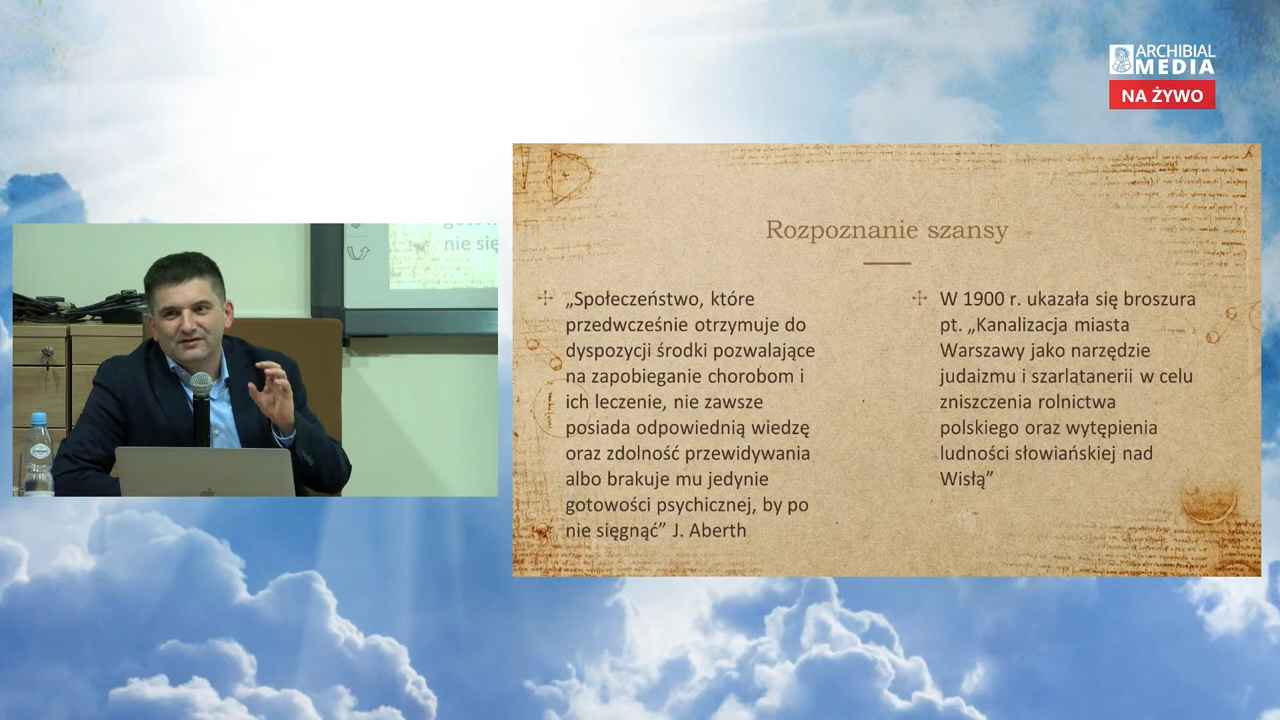 ARCHIBIAL
MEDIA
NA ŻYWO
nie się
Rozpoznanie szansy
„Społeczeństwo, które
przedwcześnie otrzymuje do
dyspozycji środki pozwalające
na zapobieganie chorobom i
ich leczenie, nie zawsze
posiada odpowiednią wiedzę
oraz zdolność przewidywania
albo brakuje mu jedynie
gotowości psychicznej, by po
nie sięgnąć” J. Aberth
W 1900 r. ukazała się broszura
pt. „Kanalizacja miasta
Warszawy jako narzędzie
judaizmu i szarlatanerii w celu
zniszczenia rolnictwa
polskiego oraz wytępienia
ludności słowiańskiej nad
Wisłą”